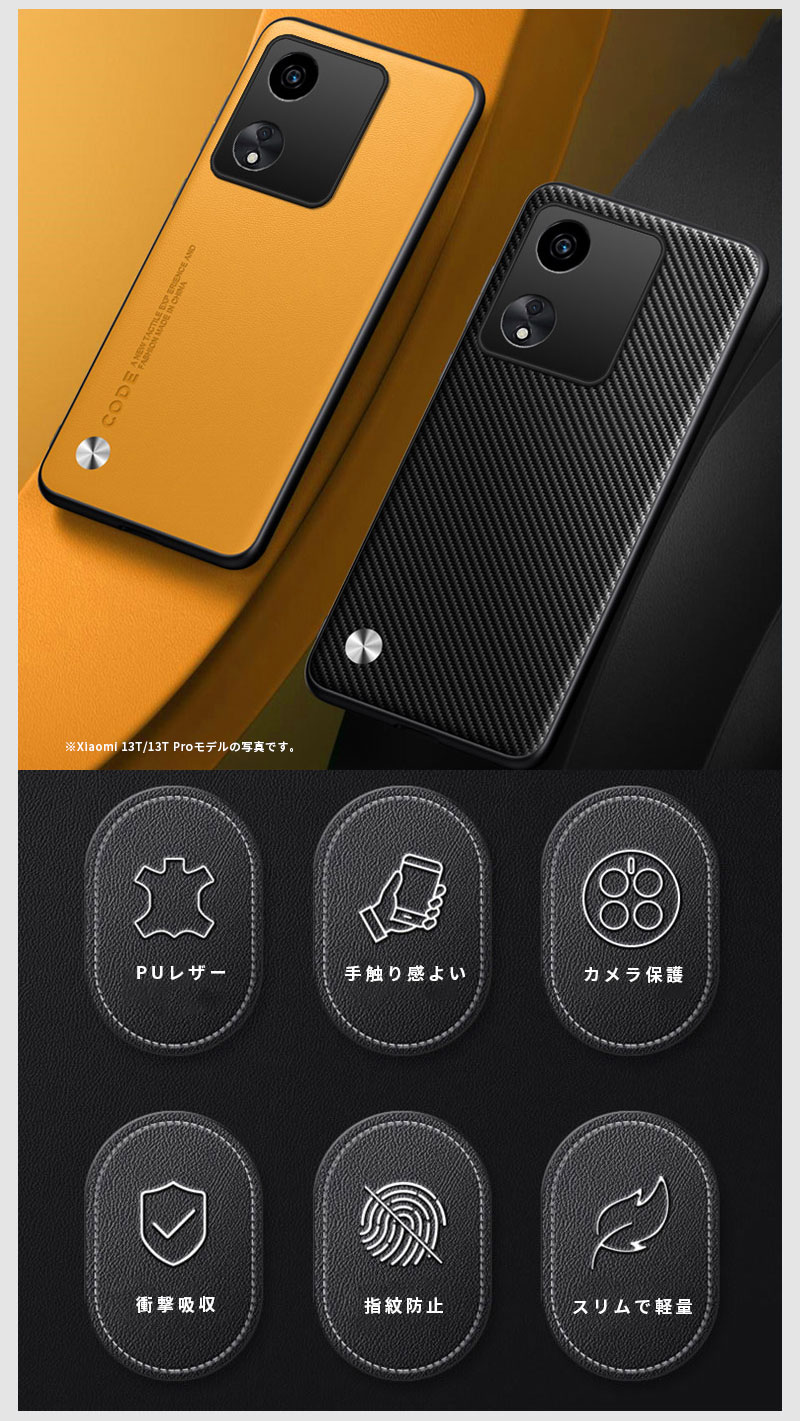 CODE
A NEW TACTILE EXPERIENCE AND
FASHION MADE IN CHINA
※Xiaomi 13T/13T Proモデルの写真です。
PUレザー
手触り感よい
カメラ保護
衝撃吸収
指紋防止
スリムで軽量